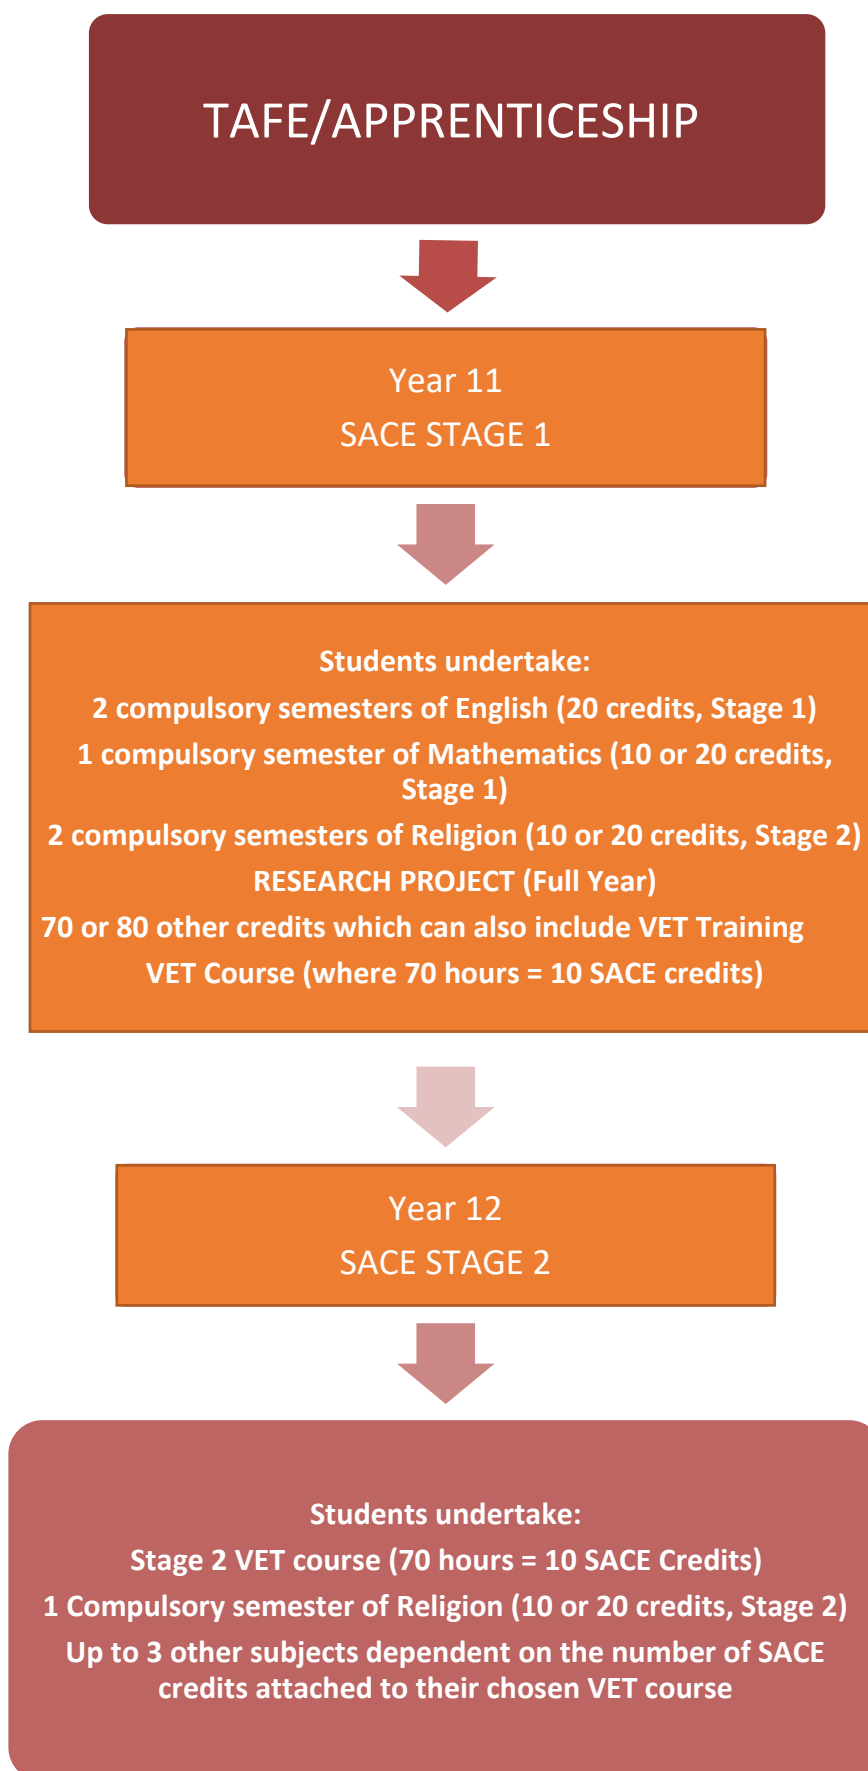 TAFE/APPRENTICESHIP
Year 11
SACE STAGE 1
Students undertake:
2 compulsory semesters of English (20 credits, Stage 1)
1 compulsory semester of Mathematics (10 or 20 credits,
Stage 1)
2 compulsory semesters of Religion (10 or 20 credits, Stage 2)
RESEARCH PROJECT (Full Year)
70 or 80 other credits which can also include VET Training
VET Course (where 70 hours = 10 SACE credits)
Year 12
SACE STAGE 2
Students undertake:
Stage 2 VET course (70 hours = 10 SACE Credits)
1 Compulsory semester of Religion (10 or 20 credits, Stage 2)
Up to 3 other subjects dependent on the number of SACE
credits attached to their chosen VET course